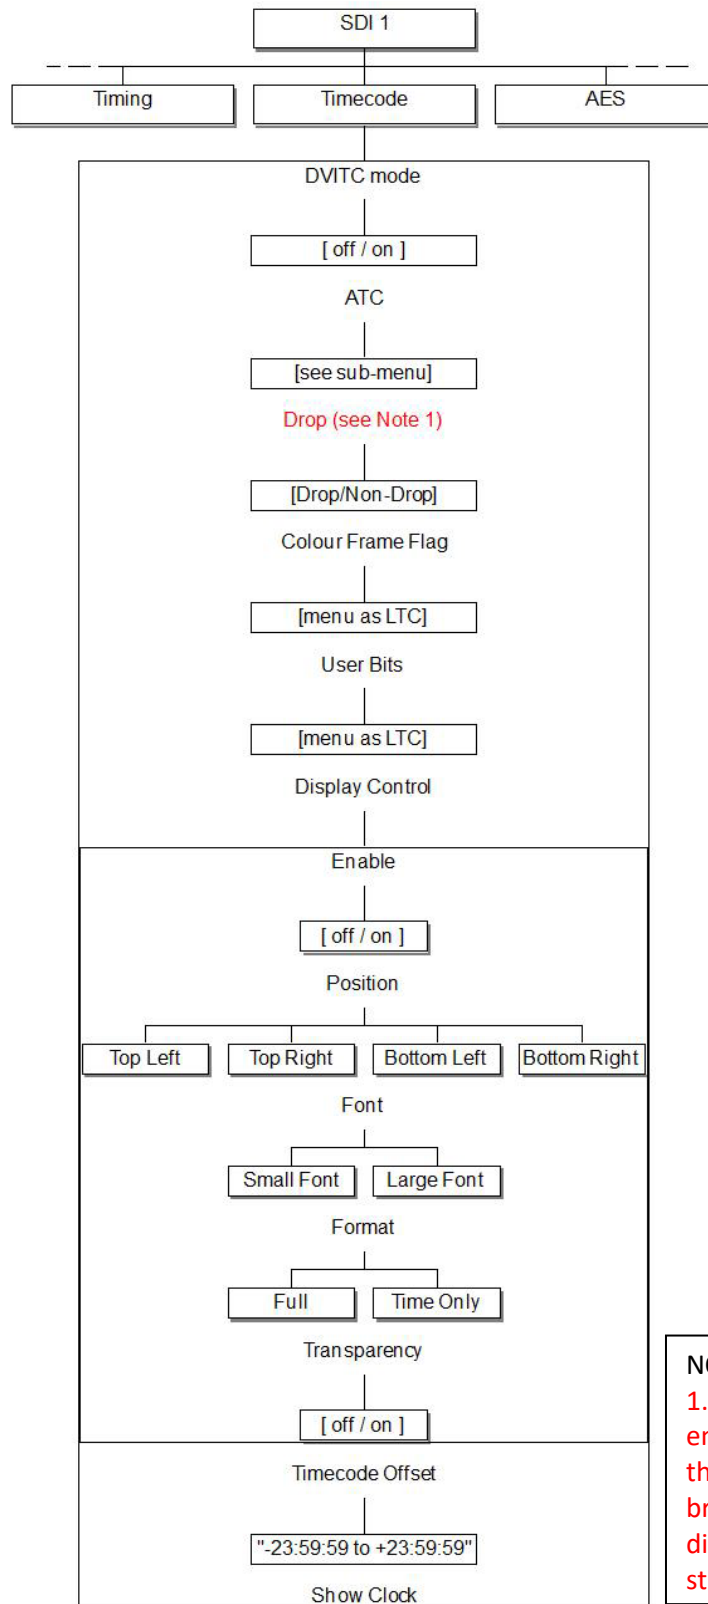 SDI 1
Timing Timecode AES
DVITC mode
[ off / on ]
ATC
[see sub-menu]
Drop (see Note 1)
[Drop/Non-Drop]
Colour Frame Flag
[menu as LTC]
User Bits
[menu as LTC]
Display Control
Enable
[ off / on ]
Position
Top Left Top Right Bottom Left Bottom Right
Font
Small Font Large Font
Format
Full Time Only
Transparency
[ off / on ]
Timecode Offset
"-23:59:59 to +23:59:59"
Show Clock
1.